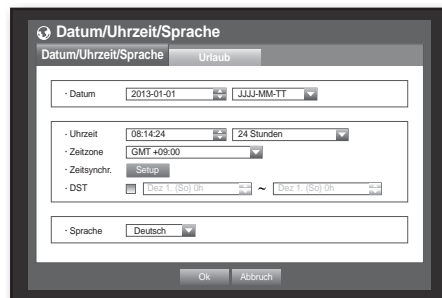 Datum/Uhrzeit/Sprache
Datum/Uhrzeit/Sprache Urlaub
· Datum 2013-01-01 JJJJ-MM-TT
· Uhrzeit 08:14:24 24 Stunden
· Zeitzone GMT +09:00
· Zeitsynchr. Setup
· DST Dez 1. (So) 0h ~ Dez 1. (So) 0h
· Sprache Deutsch
Ok Abbruch